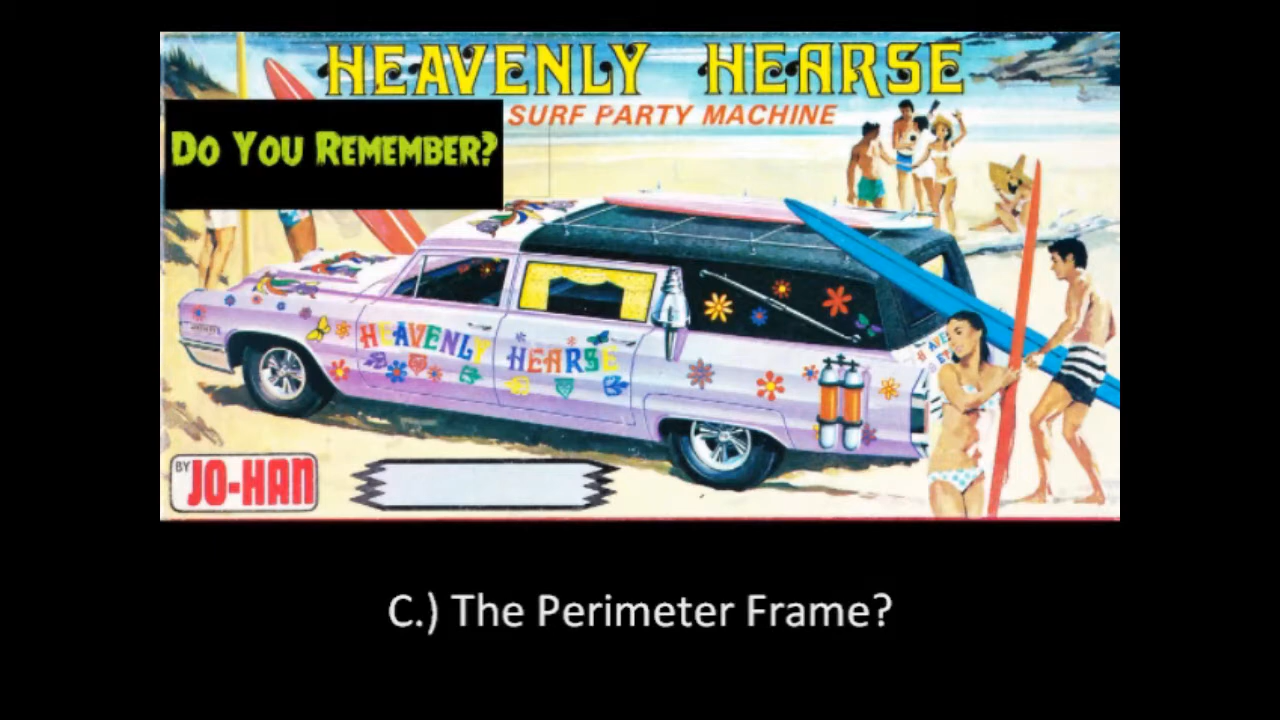 HEAVENLY HEARSE
SURF PARTY MACHINE
Do You Remember?
HEAVENLY HEARSE
BY JO-HAN
C.) The Perimeter Frame?